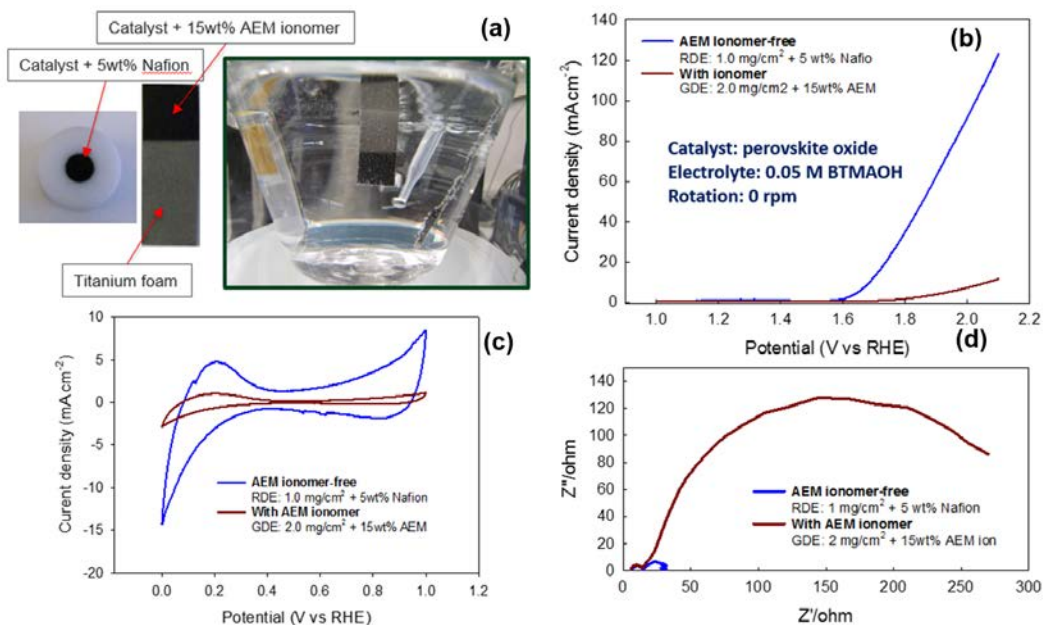 Catalyst + 15wt% AEM ionomer
Catalyst + 5wt% Nafion
Titanium foam
(a)
(b)
140
120
100
80
60
40
20
0
Current density (mAcm-2)
AEM Ionomer-free
RDE: 1.0 mg/cm2 + 5 wt% Nafio
With ionomer
GDE: 2.0 mg/cm2 + 15wt% AEM
Catalyst: perovskite oxide
Electrolyte: 0.05 M BTMAOH
Rotation: 0 rpm
1.0 1.2 1.4 1.6 1.8 2.0 2.2
Potential (V vs RHE)
(c)
10
5
0
-5
-10
-15
-20
Current density (mAcm-2)
AEM ionomer-free
RDE: 1.0 mg/cm2 + 5wt% Nafion
With AEM ionomer
GDE: 2.0 mg/cm2 + 15wt% AEM
0.0 0.2 0.4 0.6 0.8 1.0 1.2
Potential (V vs RHE)
(d)
140
120
100
80
60
40
20
0
Z"/ohm
AEM ionomer-free
RDE: 1 mg/cm2 + 5 wt% Nafion
With AEM ionomer
GDE: 2 mg/cm2 + 15wt% AEM ion
0 50 100 150 200 250 300
Z'/ohm